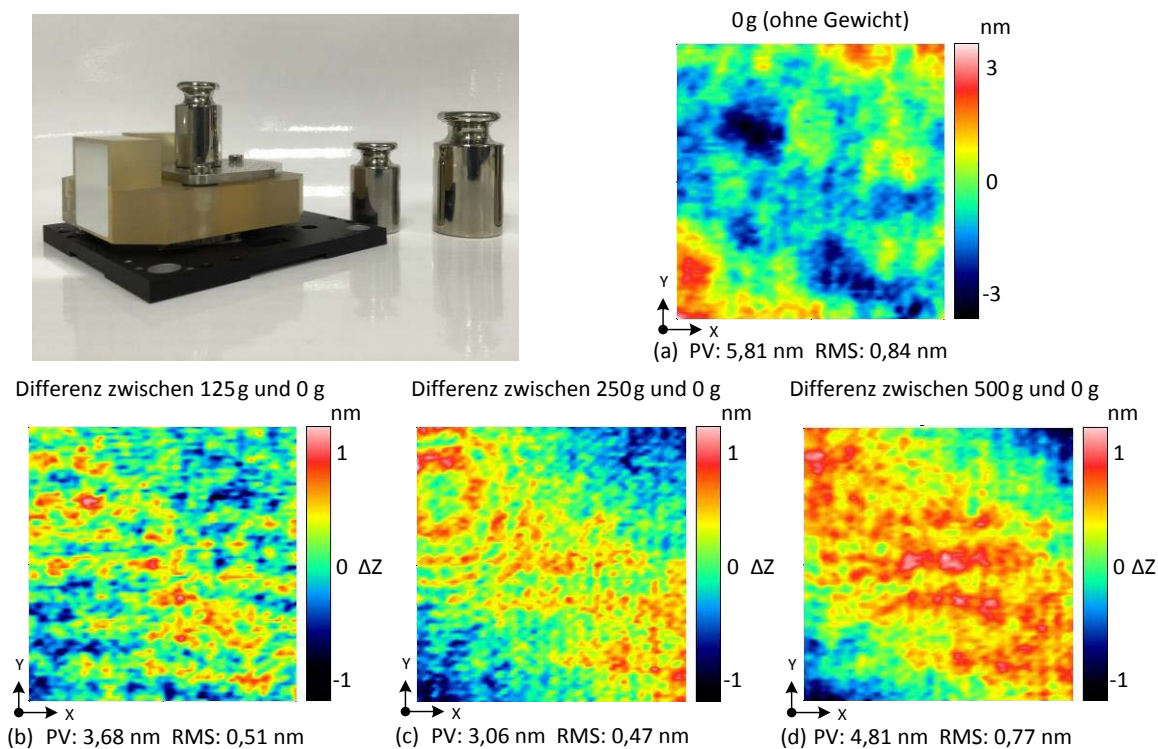 0 g (ohne Gewicht)
nm
3
0
-3
Y
X
(a) PV: 5,81 nm RMS: 0,84 nm
Differenz zwischen 125 g und 0 g
nm
1
0 ΔZ
-1
Y
X
(b) PV: 3,68 nm RMS: 0,51 nm
Differenz zwischen 250 g und 0 g
nm
1
0 ΔZ
-1
Y
X
(c) PV: 3,06 nm RMS: 0,47 nm
Differenz zwischen 500 g und 0 g
nm
1
0 ΔZ
-1
Y
X
(d) PV: 4,81 nm RMS: 0,77 nm